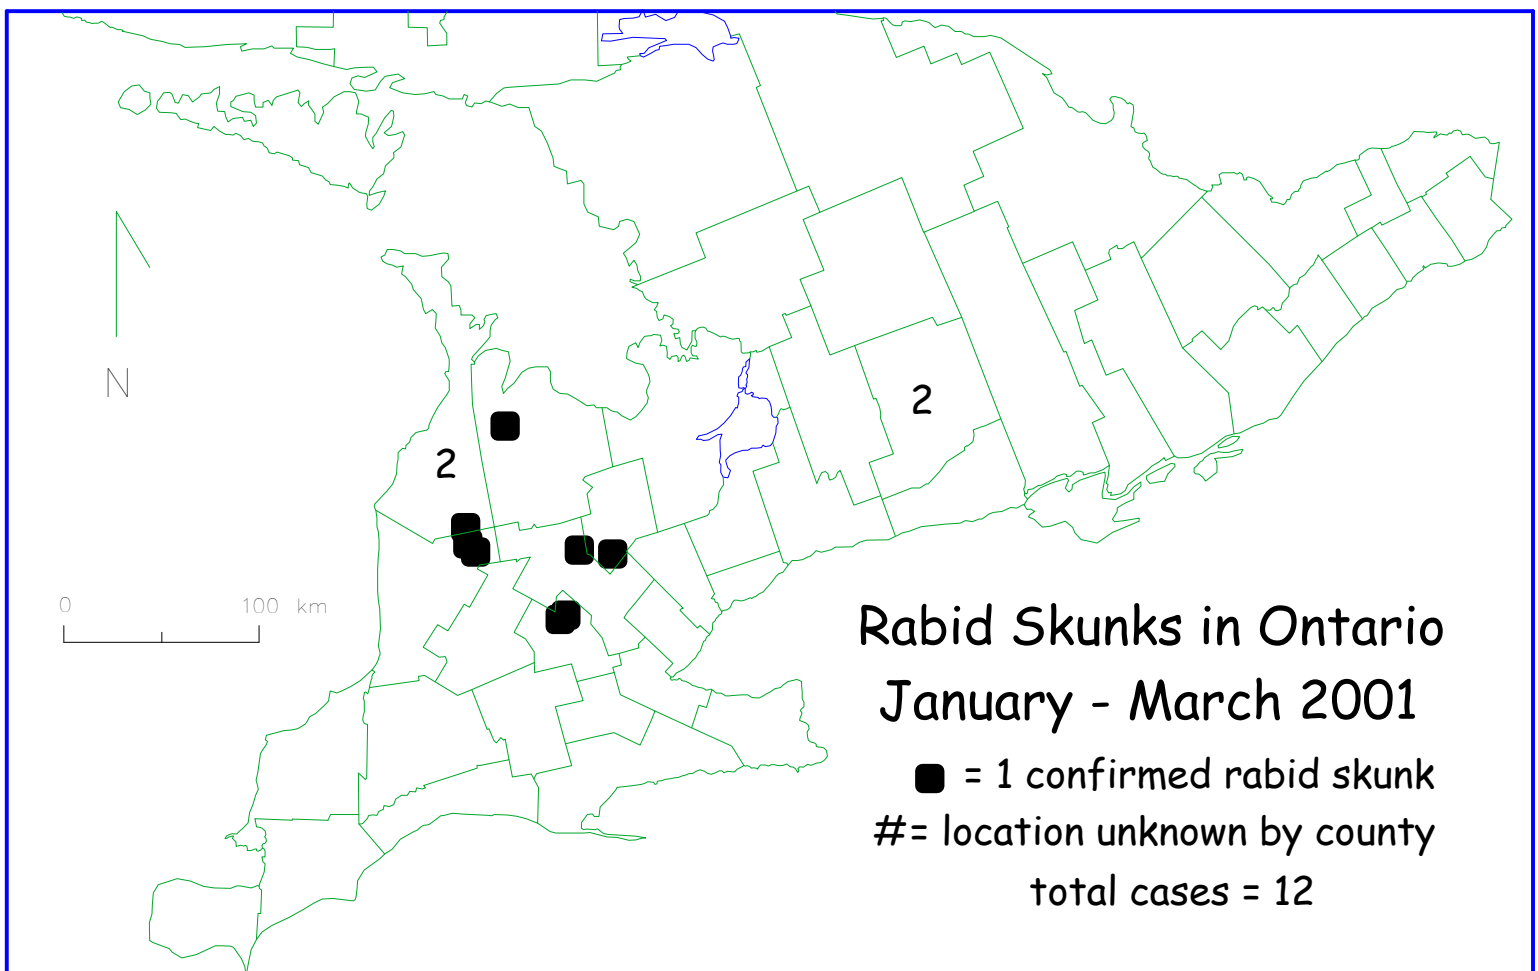 2
2
N
0 100 km
Rabid Skunks in Ontario
January - March 2001
= 1 confirmed rabid skunk
#= location unknown by county
total cases = 12